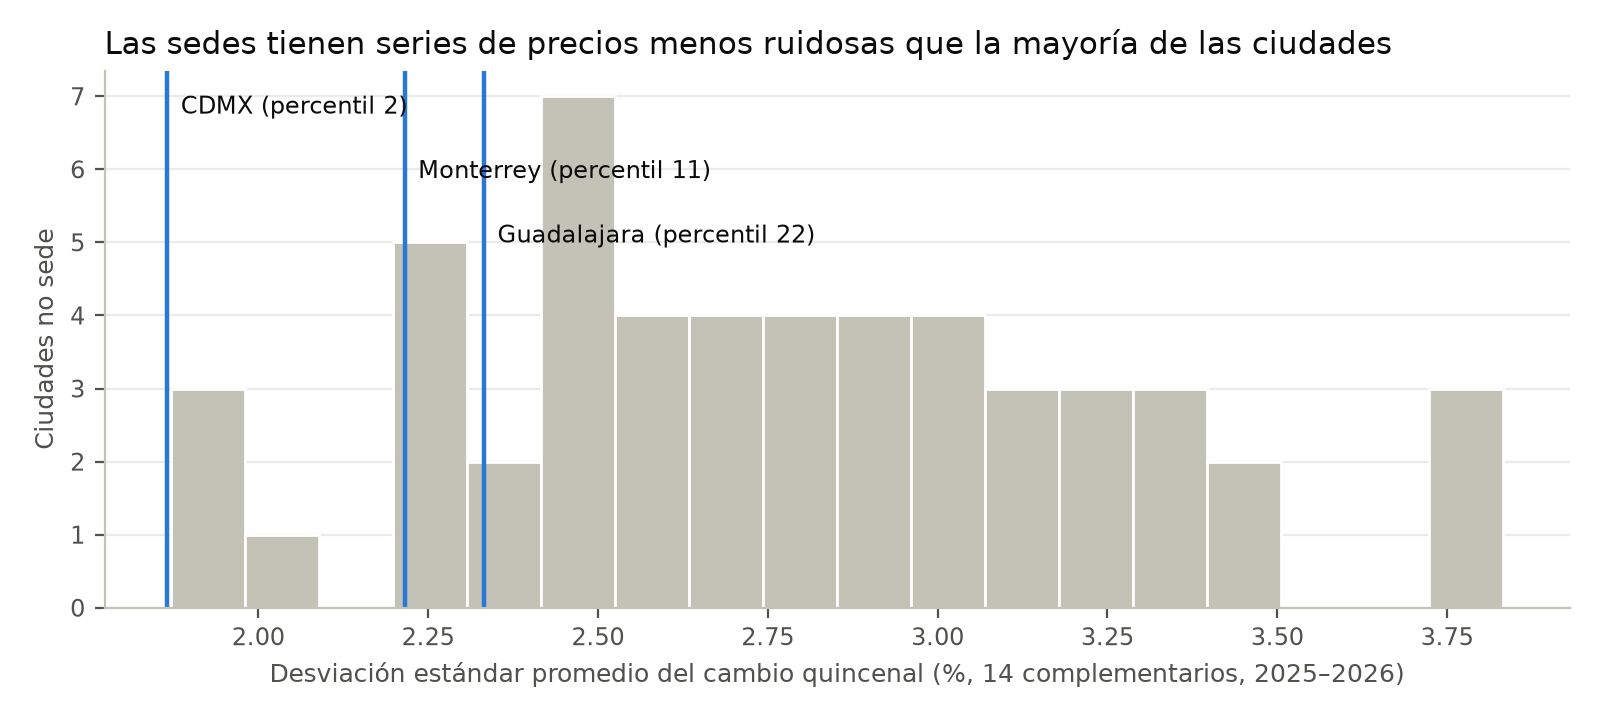 Las sedes tienen series de precios menos ruidosas que la mayoría de las ciudades
CDMX (percentil 2)
Monterrey (percentil 11)
Guadalajara (percentil 22)
Ciudades no sede
7
6
5
4
3
2
1
0
2.00 2.25 2.50 2.75 3.00 3.25 3.50 3.75
Desviación estándar promedio del cambio quincenal (%, 14 complementarios, 2025–2026)